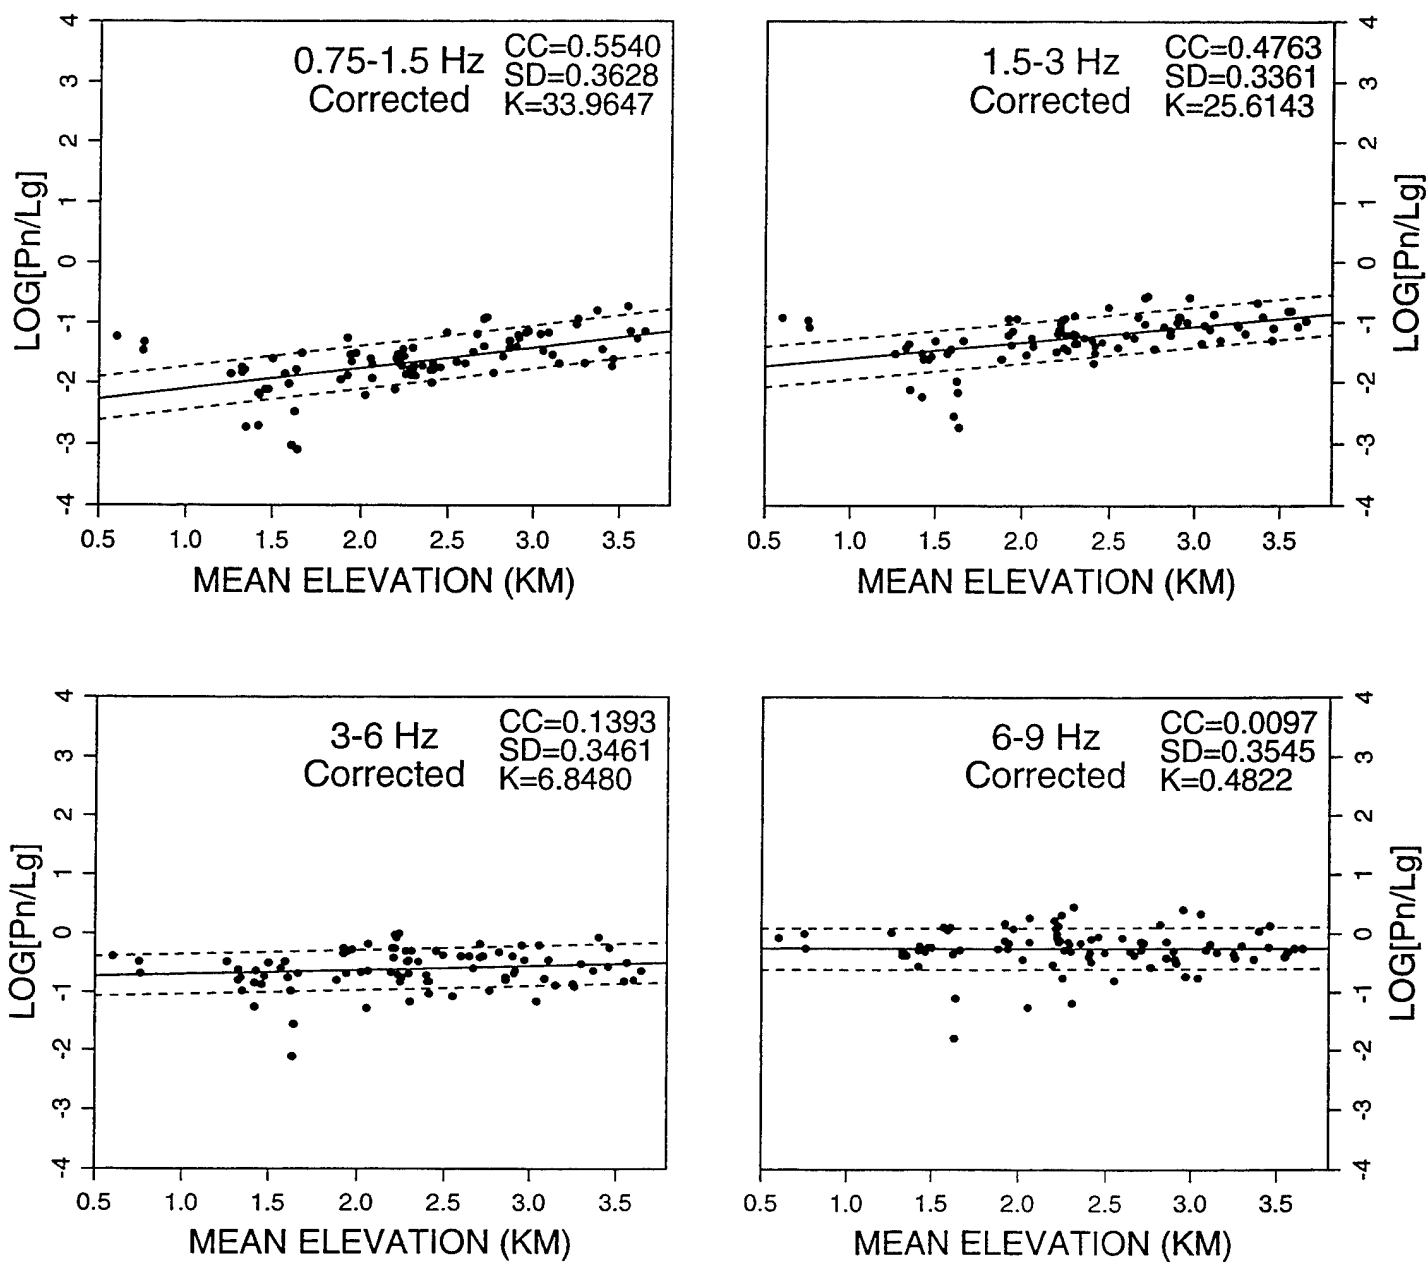 0.75-1.5 Hz
Corrected
CC=0.5540
SD=0.3628
K=33.9647
4
3
2
1
0
-1
-2
-3
-4
LOG[Pn/Lg]
0.5 1.0 1.5 2.0 2.5 3.0 3.5
MEAN ELEVATION (KM)
1.5-3 Hz
Corrected
CC=0.4763
SD=0.3361
K=25.6143
4
3
2
1
0
-1
-2
-3
-4
LOG[Pn/Lg]
0.5 1.0 1.5 2.0 2.5 3.0 3.5
MEAN ELEVATION (KM)
3-6 Hz
Corrected
CC=0.1393
SD=0.3461
K=6.8480
4
3
2
1
0
-1
-2
-3
-4
LOG[Pn/Lg]
0.5 1.0 1.5 2.0 2.5 3.0 3.5
MEAN ELEVATION (KM)
6-9 Hz
Corrected
CC=0.0097
SD=0.3545
K=0.4822
4
3
2
1
0
-1
-2
-3
-4
LOG[Pn/Lg]
0.5 1.0 1.5 2.0 2.5 3.0 3.5
MEAN ELEVATION (KM)